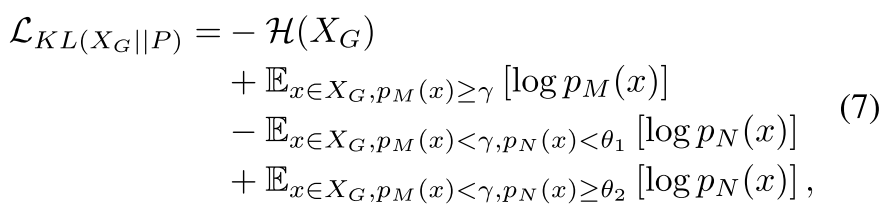 ℒ_{KL(X_G||P)} = − ℋ(X_G)
+ 𝔼_{x∈X_G, p_M(x)≥γ} [log p_M(x)]
− 𝔼_{x∈X_G, p_M(x)<γ, p_N(x)<θ_1} [log p_N(x)]
+ 𝔼_{x∈X_G, p_M(x)<γ, p_N(x)≥θ_2} [log p_N(x)] ,
(7)